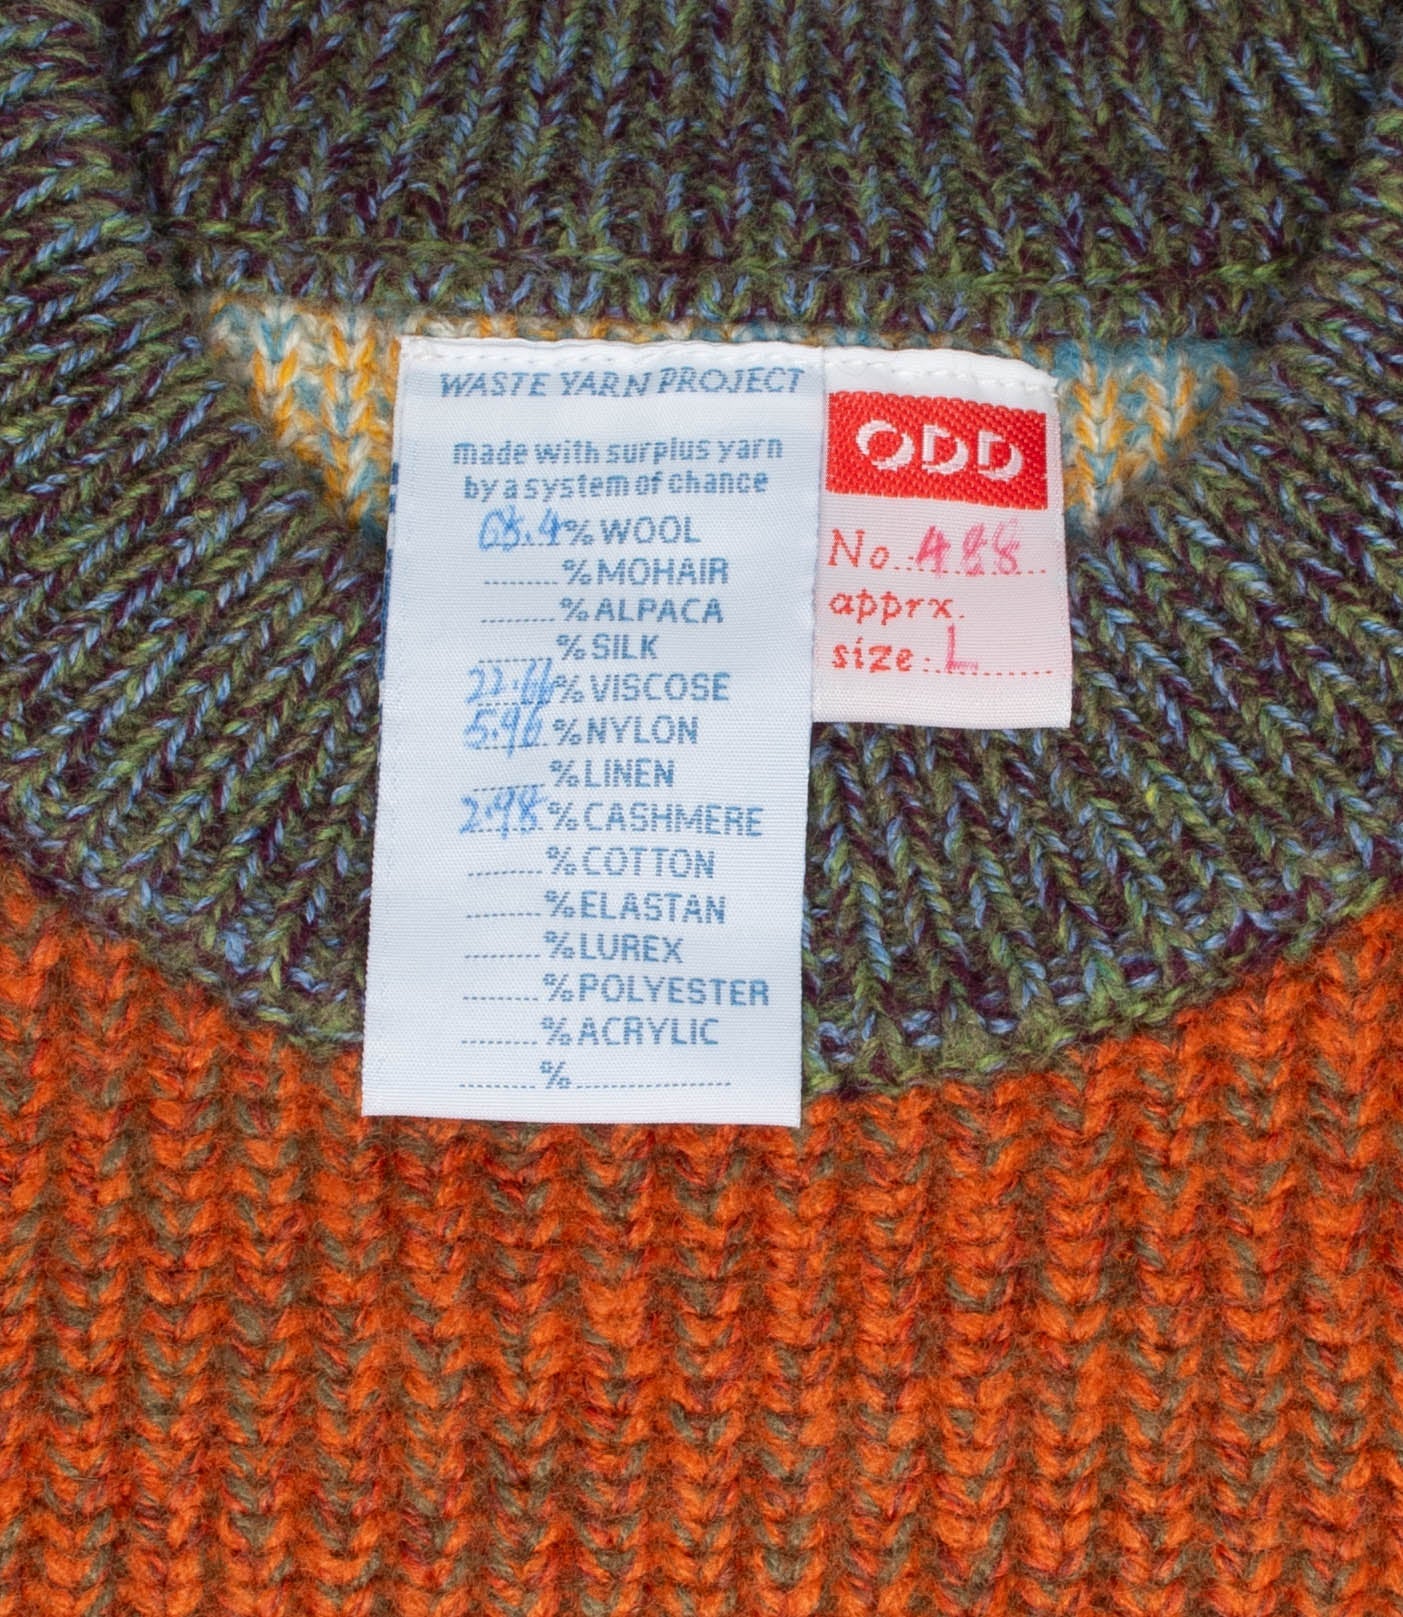 WASTE YARN PROJECT
made with surplus yarn
by a system of chance
68.4% WOOL
........% MOHAIR
........% ALPACA
........% SILK
22.66% VISCOSE
5.96% NYLON
........% LINEN
2.98% CASHMERE
........% COTTON
........% ELASTAN
........% LUREX
........% POLYESTER
........% ACRYLIC
........%................
ODD
No. 488
apprx.
size: L